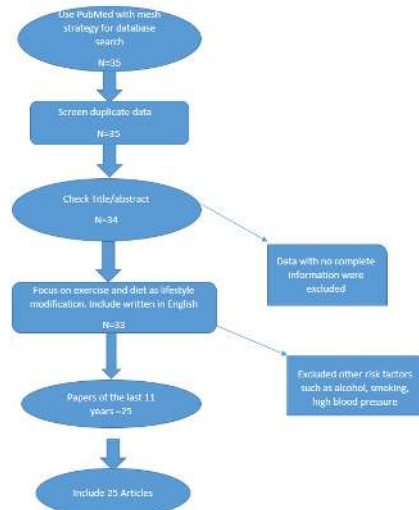 Use PubMed with mesh
strategy for database
search
N=35
Screen duplicate data
N=35
Check Title/abstract
N=34
Data with no complete
information were
excluded
Focus on exercise and diet as lifestyle
modification. Include written in English
N=33
Excluded other risk factors
such as alcohol, smoking,
high blood pressure
Papers of the last 11
years -25
Include 25 Articles